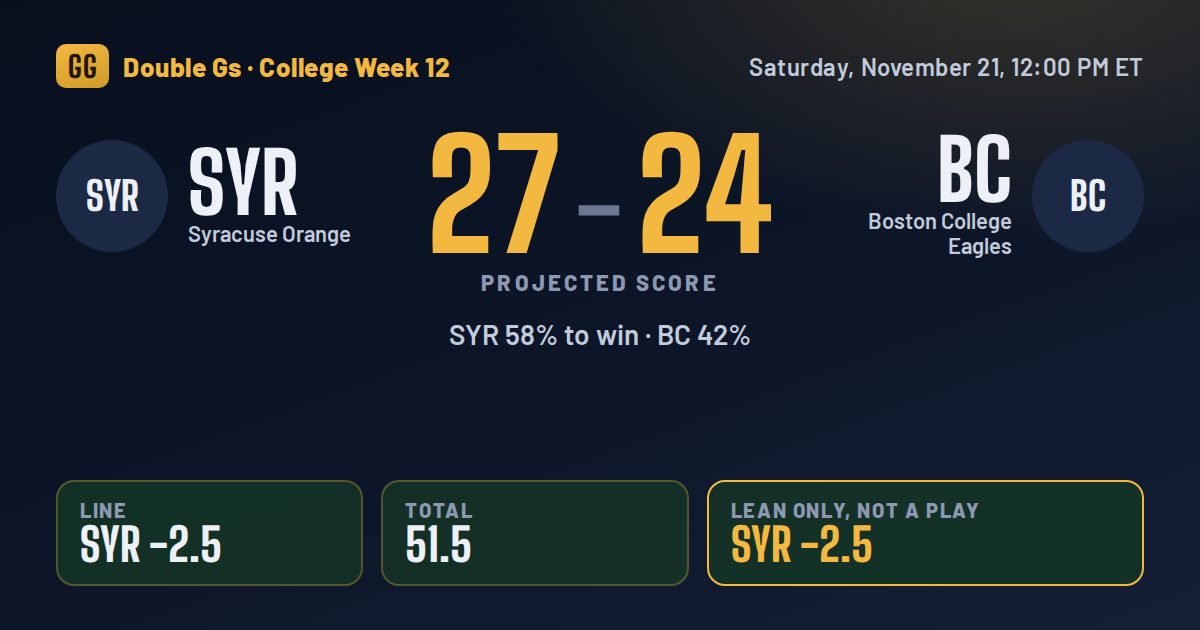 GG
Double Gs · College Week 12
Saturday, November 21, 12:00 PM ET
SYR
SYR
Syracuse Orange
27 – 24
PROJECTED SCORE
SYR 58% to win · BC 42%
BC
Boston College
Eagles
BC
LINE
SYR −2.5
TOTAL
51.5
LEAN ONLY, NOT A PLAY
SYR −2.5